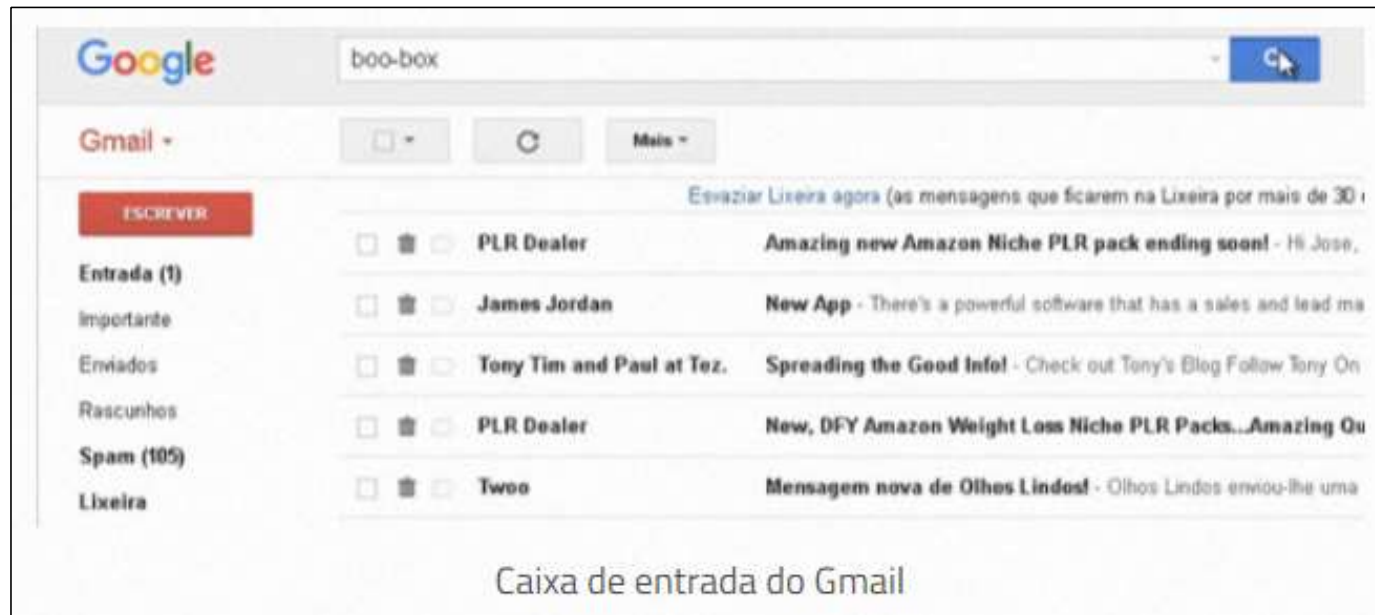 Google boo-box
Gmail Mais
Esvaziar Lixeira agora (as mensagens que ficarem na Lixeira por mais de 30
ESCREVER
PLR Dealer Amazing new Amazon Niche PLR pack ending soon! - Hi Jose,
Entrada (1)
James Jordan New App - There's a powerful software that has a sales and lead ma
Importante
Enviados
Tony Tim and Paul at Tez. Spreading the Good Info! - Check out Tony's Blog Follow Tony On
Rascunhos
PLR Dealer New, DFY Amazon Weight Loss Niche PLR Packs...Amazing Qu
Spam (105)
Twoo Mensagem nova de Olhos Lindos! - Olhos Lindos enviou-lhe uma
Lixeira
Caixa de entrada do Gmail